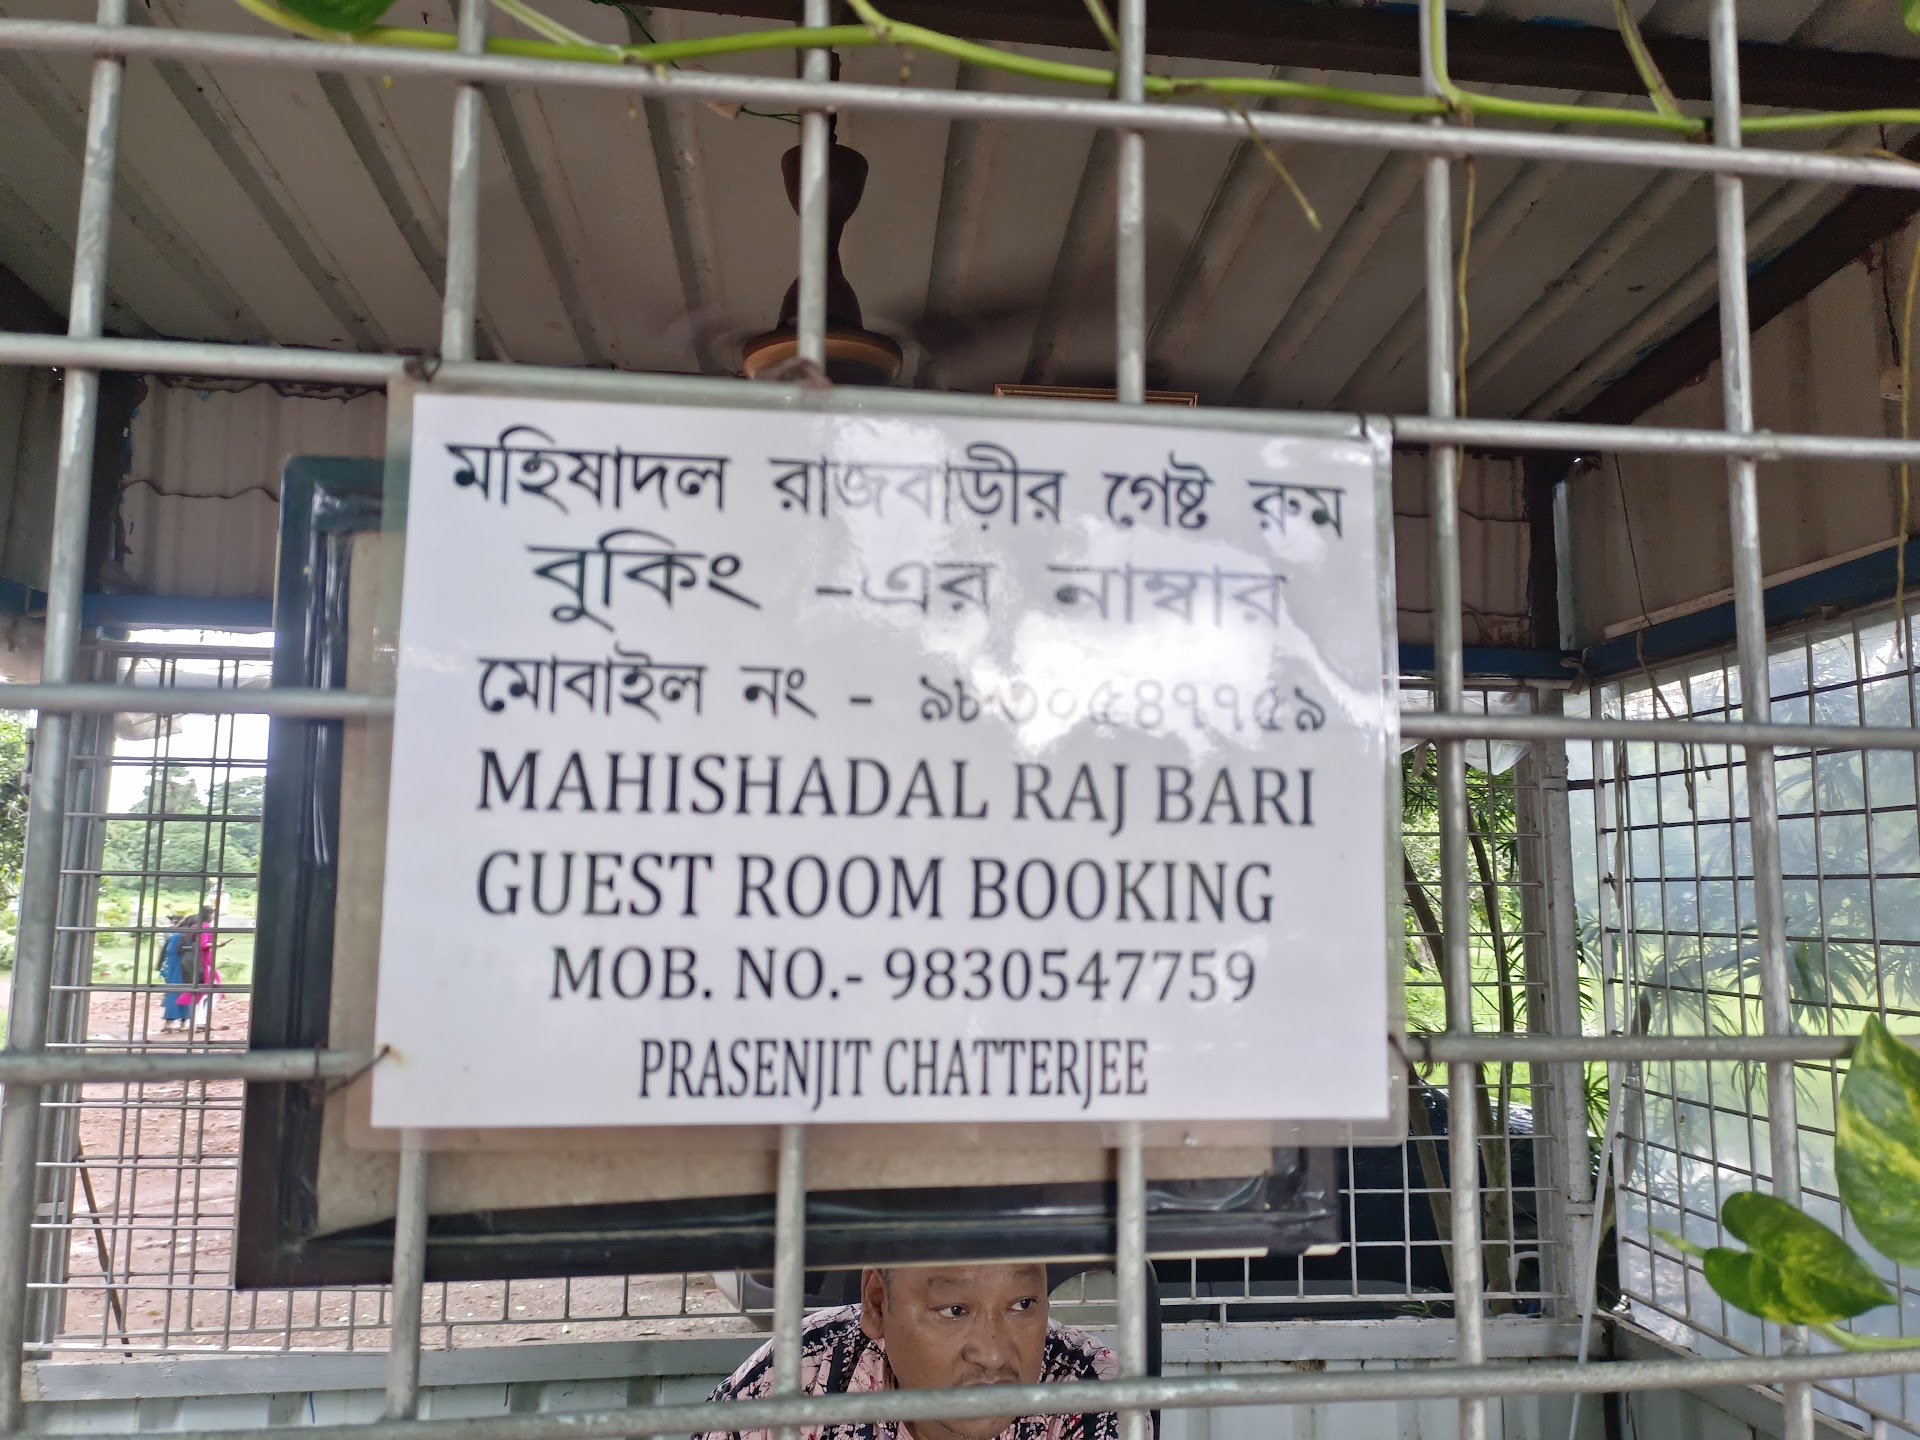 মহিষাদল রাজবাড়ীর গেষ্ট রুম
বুকিং -এর নাম্বার
মোবাইল নং - ৯৮৩০৫৪৭৭৫৯
MAHISHADAL RAJ BARI
GUEST ROOM BOOKING
MOB. NO.- 9830547759
PRASENJIT CHATTERJEE